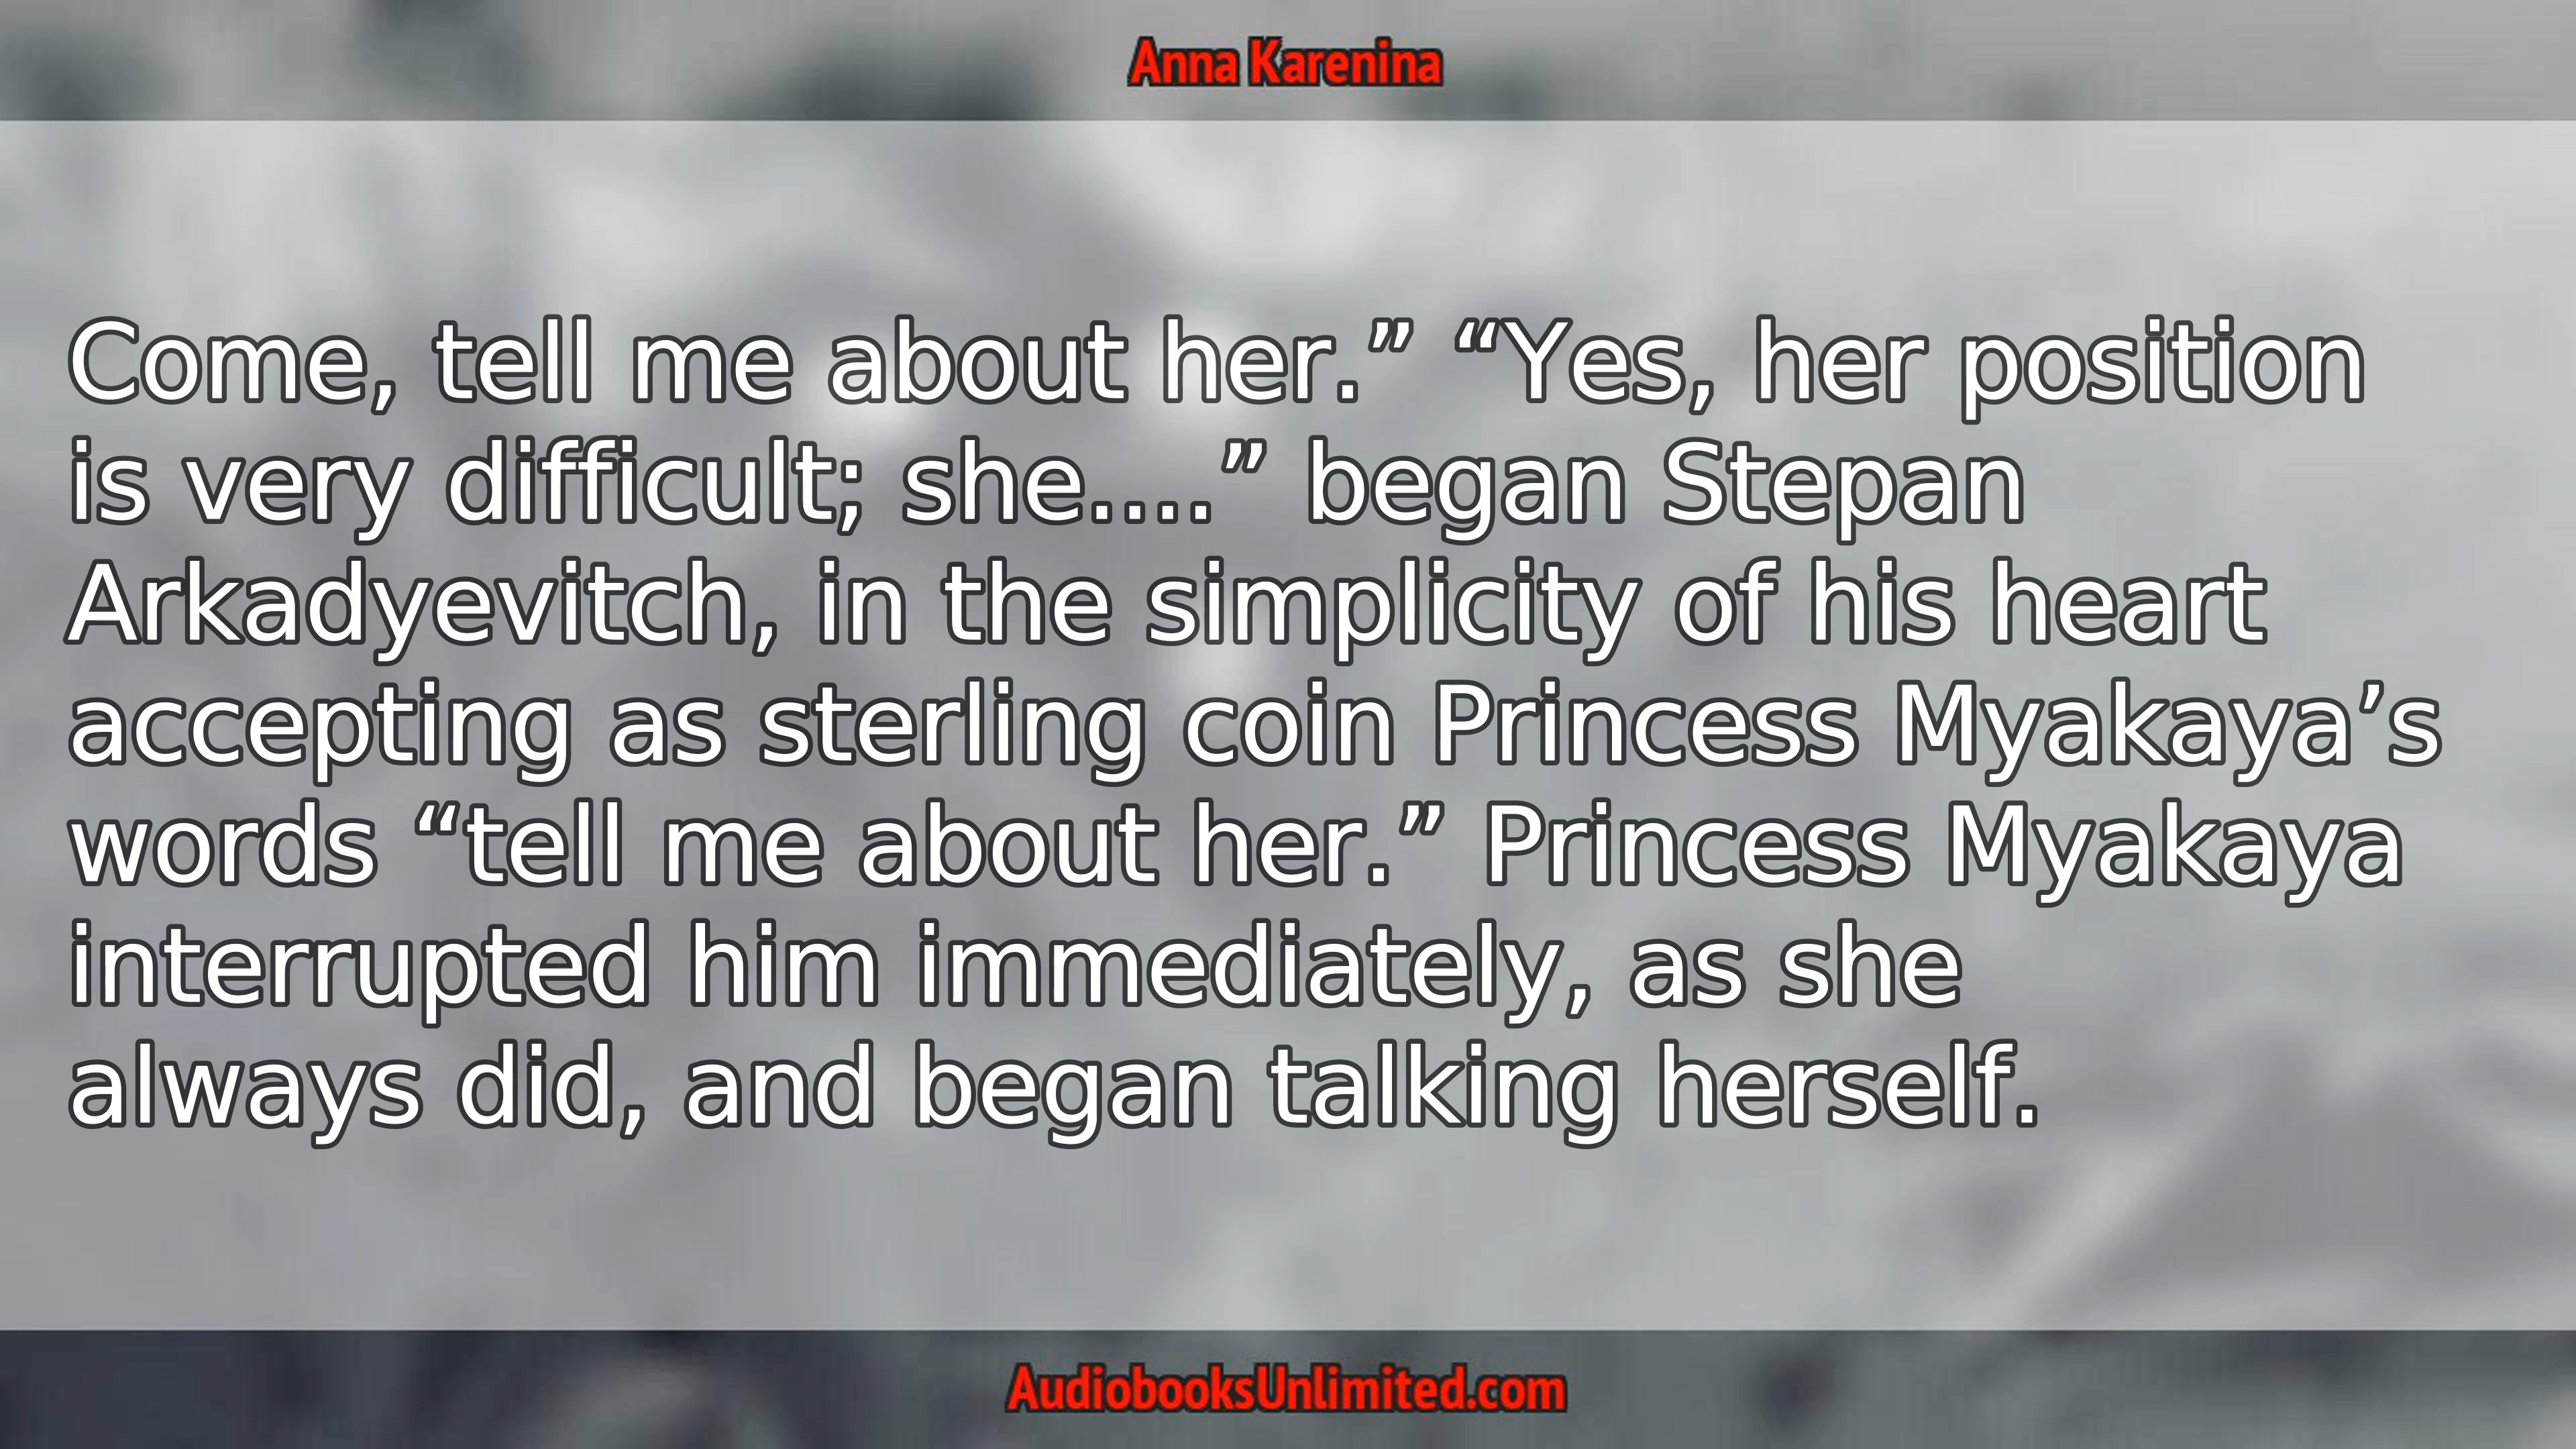 Anna Karenina
Come, tell me about her.” “Yes, her position
is very difficult; she....” began Stepan
Arkadyevitch, in the simplicity of his heart
accepting as sterling coin Princess Myakaya’s
words “tell me about her.” Princess Myakaya
interrupted him immediately, as she
always did, and began talking herself.
AudiobooksUnlimited.com